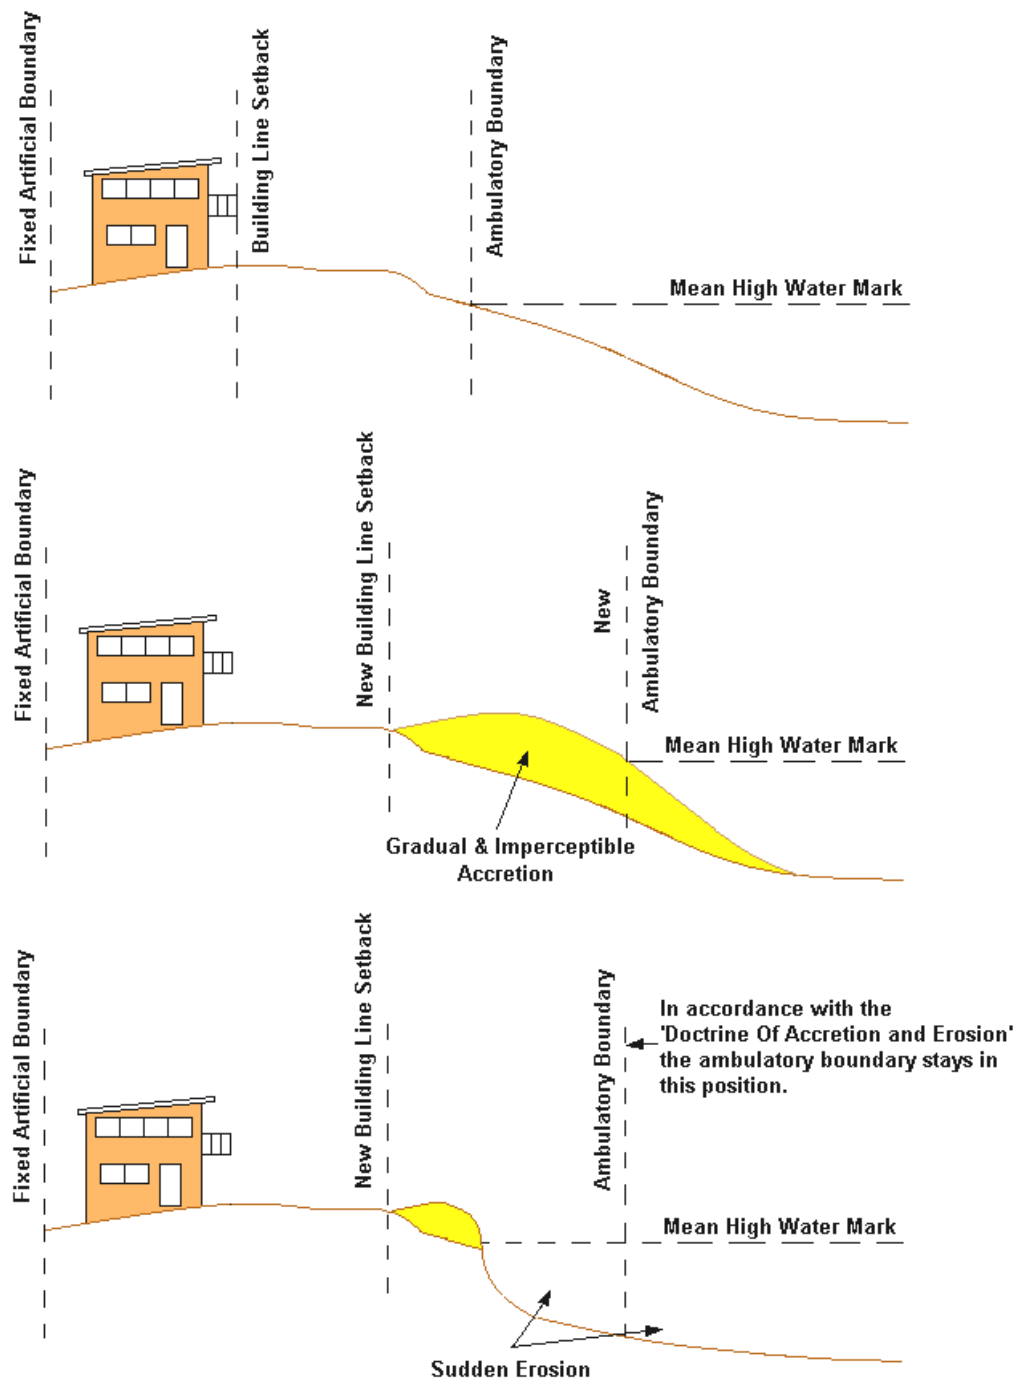 Fixed Artificial Boundary
Building Line Setback
Ambulatory Boundary
Mean High Water Mark
Fixed Artificial Boundary
New Building Line Setback
New
Ambulatory Boundary
Mean High Water Mark
Gradual & Imperceptible
Accretion
Fixed Artificial Boundary
New Building Line Setback
Ambulatory Boundary
In accordance with the
'Doctrine Of Accretion and Erosion'
the ambulatory boundary stays in
this position.
Mean High Water Mark
Sudden Erosion